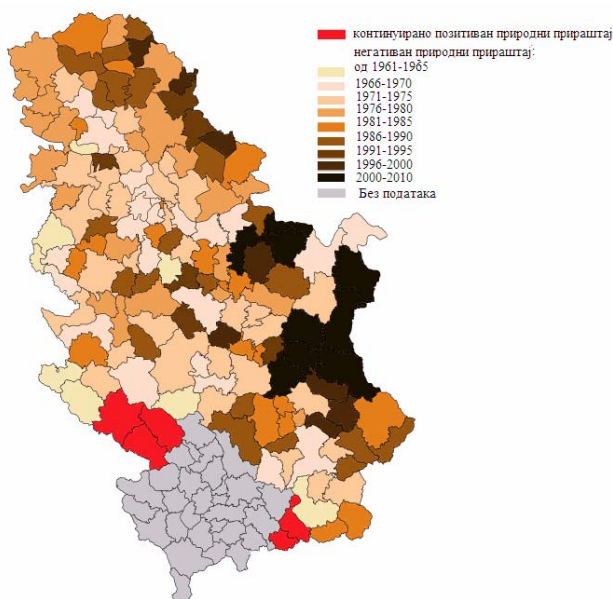 континуирано позитиван природни прираштај
негативан природни прираштај:
од 1961-1965
1966-1970
1971-1975
1976-1980
1981-1985
1986-1990
1991-1995
1996-2000
2000-2010
Без података